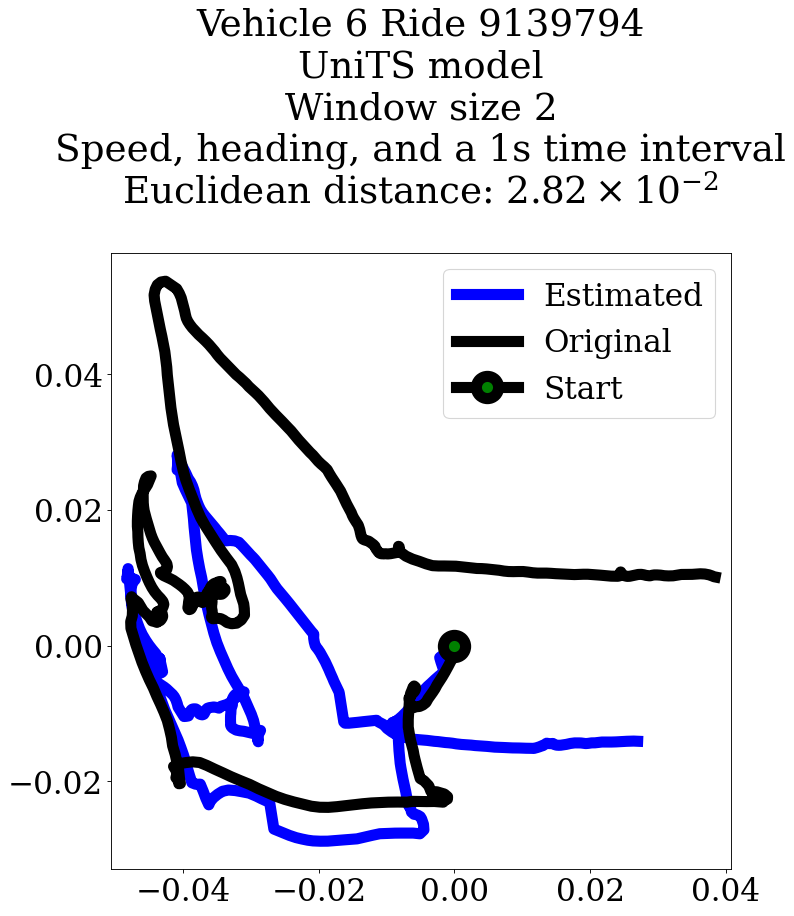 Vehicle 6 Ride 9139794
UniTS model
Window size 2
Speed, heading, and a 1s time interval
Euclidean distance: 2.82 × 10⁻²
Estimated
Original
Start
0.04
0.02
0.00
−0.02
−0.04
−0.02
0.00
0.02
0.04